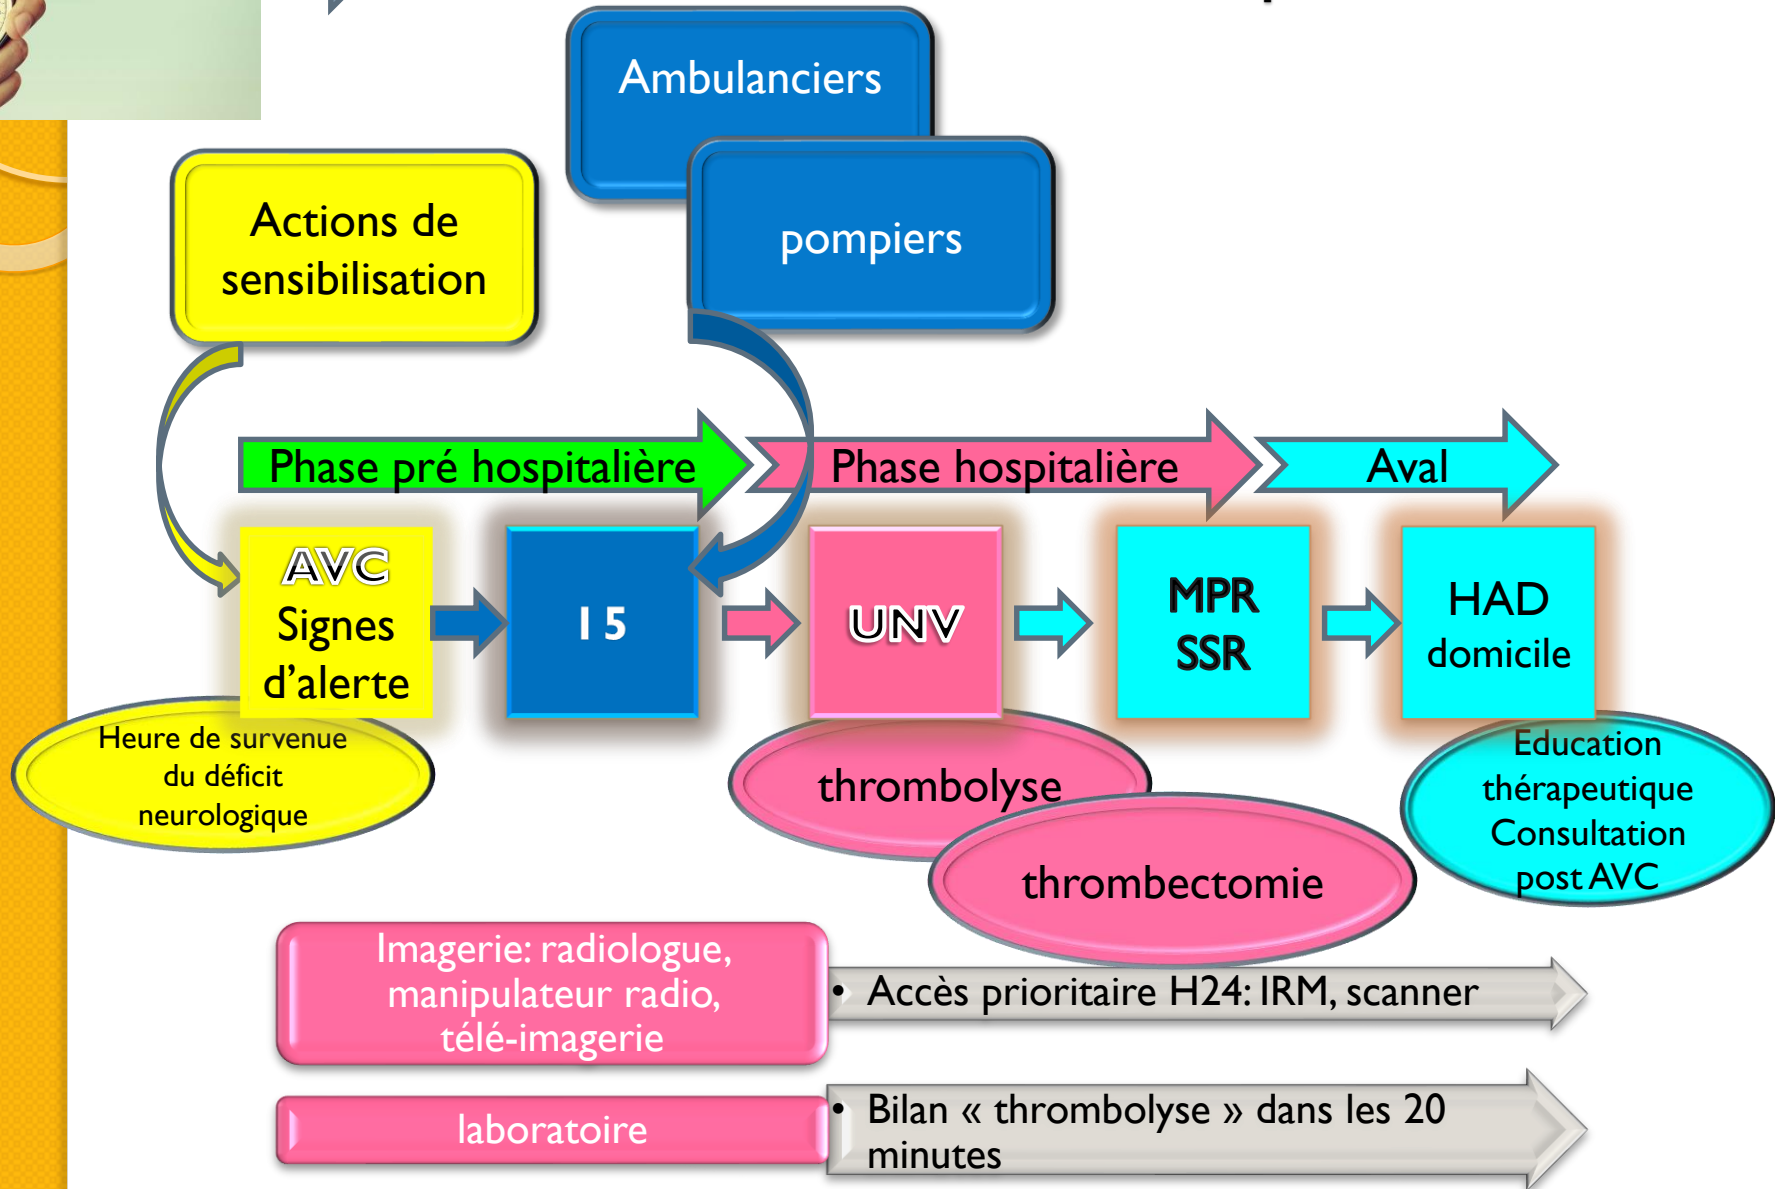 Ambulanciers
pompiers
Actions de
sensibilisation
Phase pré hospitalière
Phase hospitalière
Aval
AVC
Signes
d’alerte
15
UNV
MPR
SSR
HAD
domicile
Heure de survenue
du déficit
neurologique
thrombolyse
thrombectomie
Education
thérapeutique
Consultation
post AVC
Imagerie: radiologue,
manipulateur radio,
télé-imagerie
• Accès prioritaire H24: IRM, scanner
laboratoire
• Bilan « thrombolyse » dans les 20
minutes